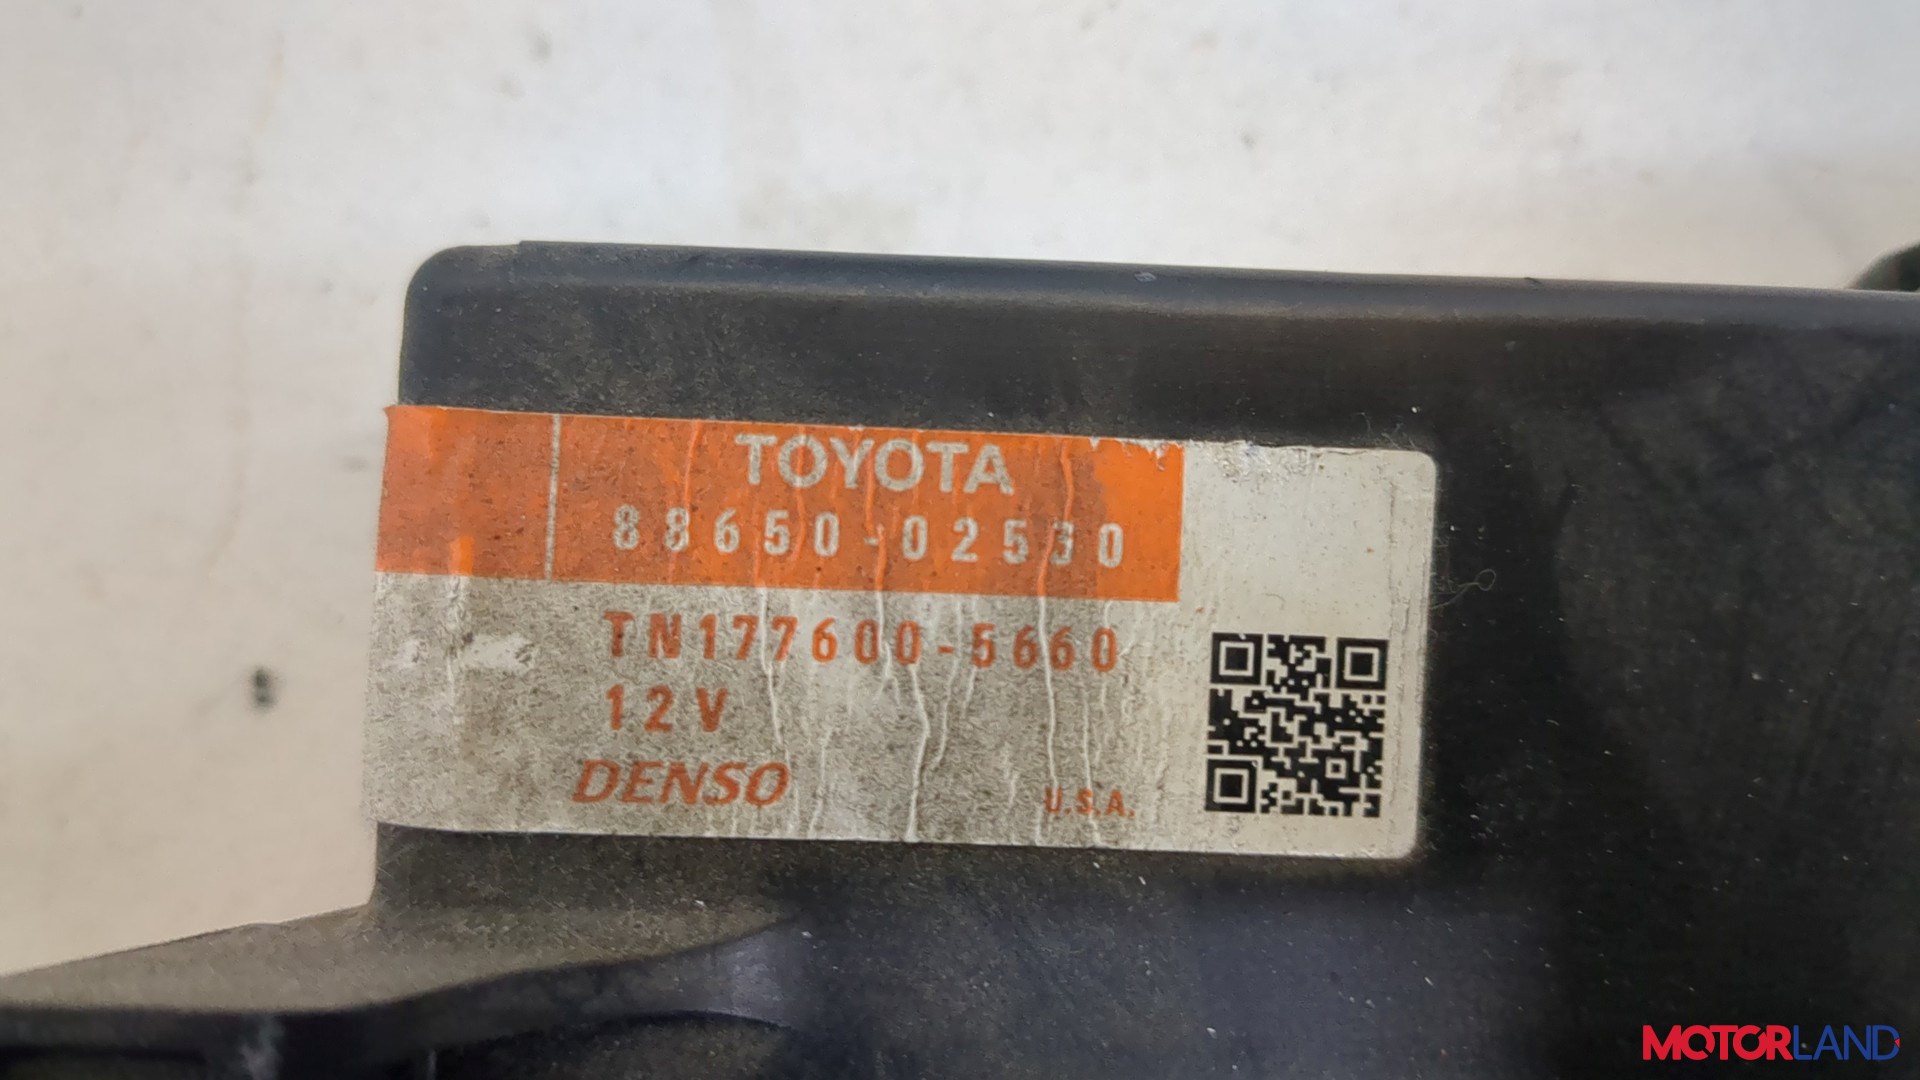 TOYOTA
88650-02530
TN177600-5660
12V
DENSO
U.S.A.
MOTORLAND